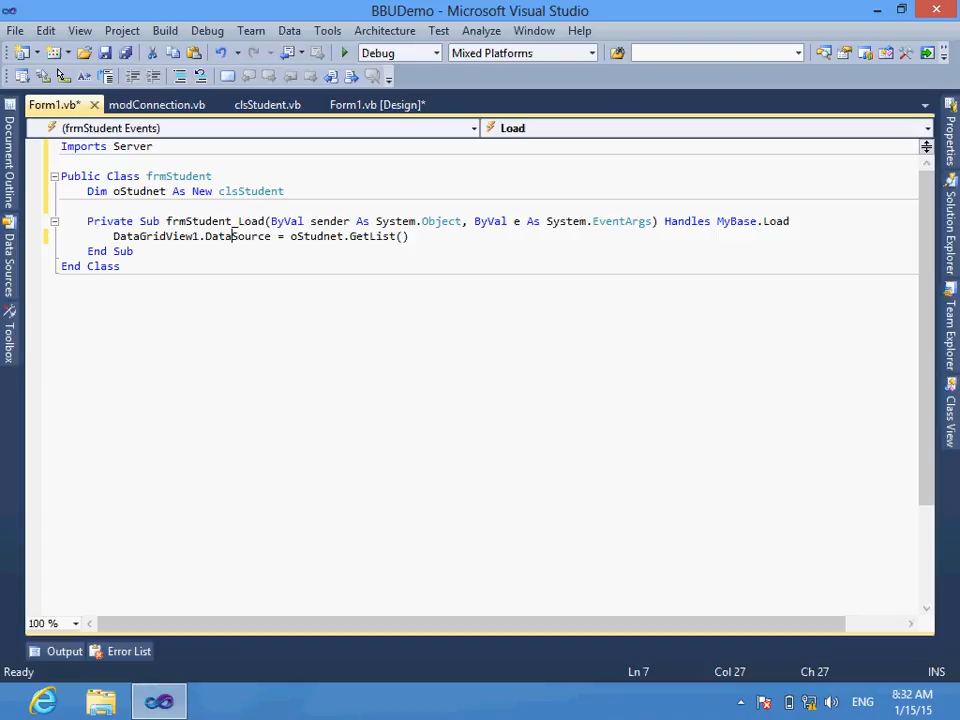 BBUDemo - Microsoft Visual Studio
File Edit View Project Build Debug Team Data Tools Architecture Test Analyze Window Help
Debug Mixed Platforms
Form1.vb* modConnection.vb clsStudent.vb Form1.vb [Design]*
(frmStudent Events) Load
Imports Server
Public Class frmStudent
Dim oStudnet As New clsStudent
Private Sub frmStudent_Load(ByVal sender As System.Object, ByVal e As System.EventArgs) Handles MyBase.Load
DataGridView1.DataSource = oStudnet.GetList()
End Sub
End Class
Document Outline
Data Sources
Toolbox
Properties
Solution Explorer
Team Explorer
Class View
100 %
Output Error List
Ready Ln 7 Col 27 Ch 27 INS
ENG 8:32 AM
1/15/15